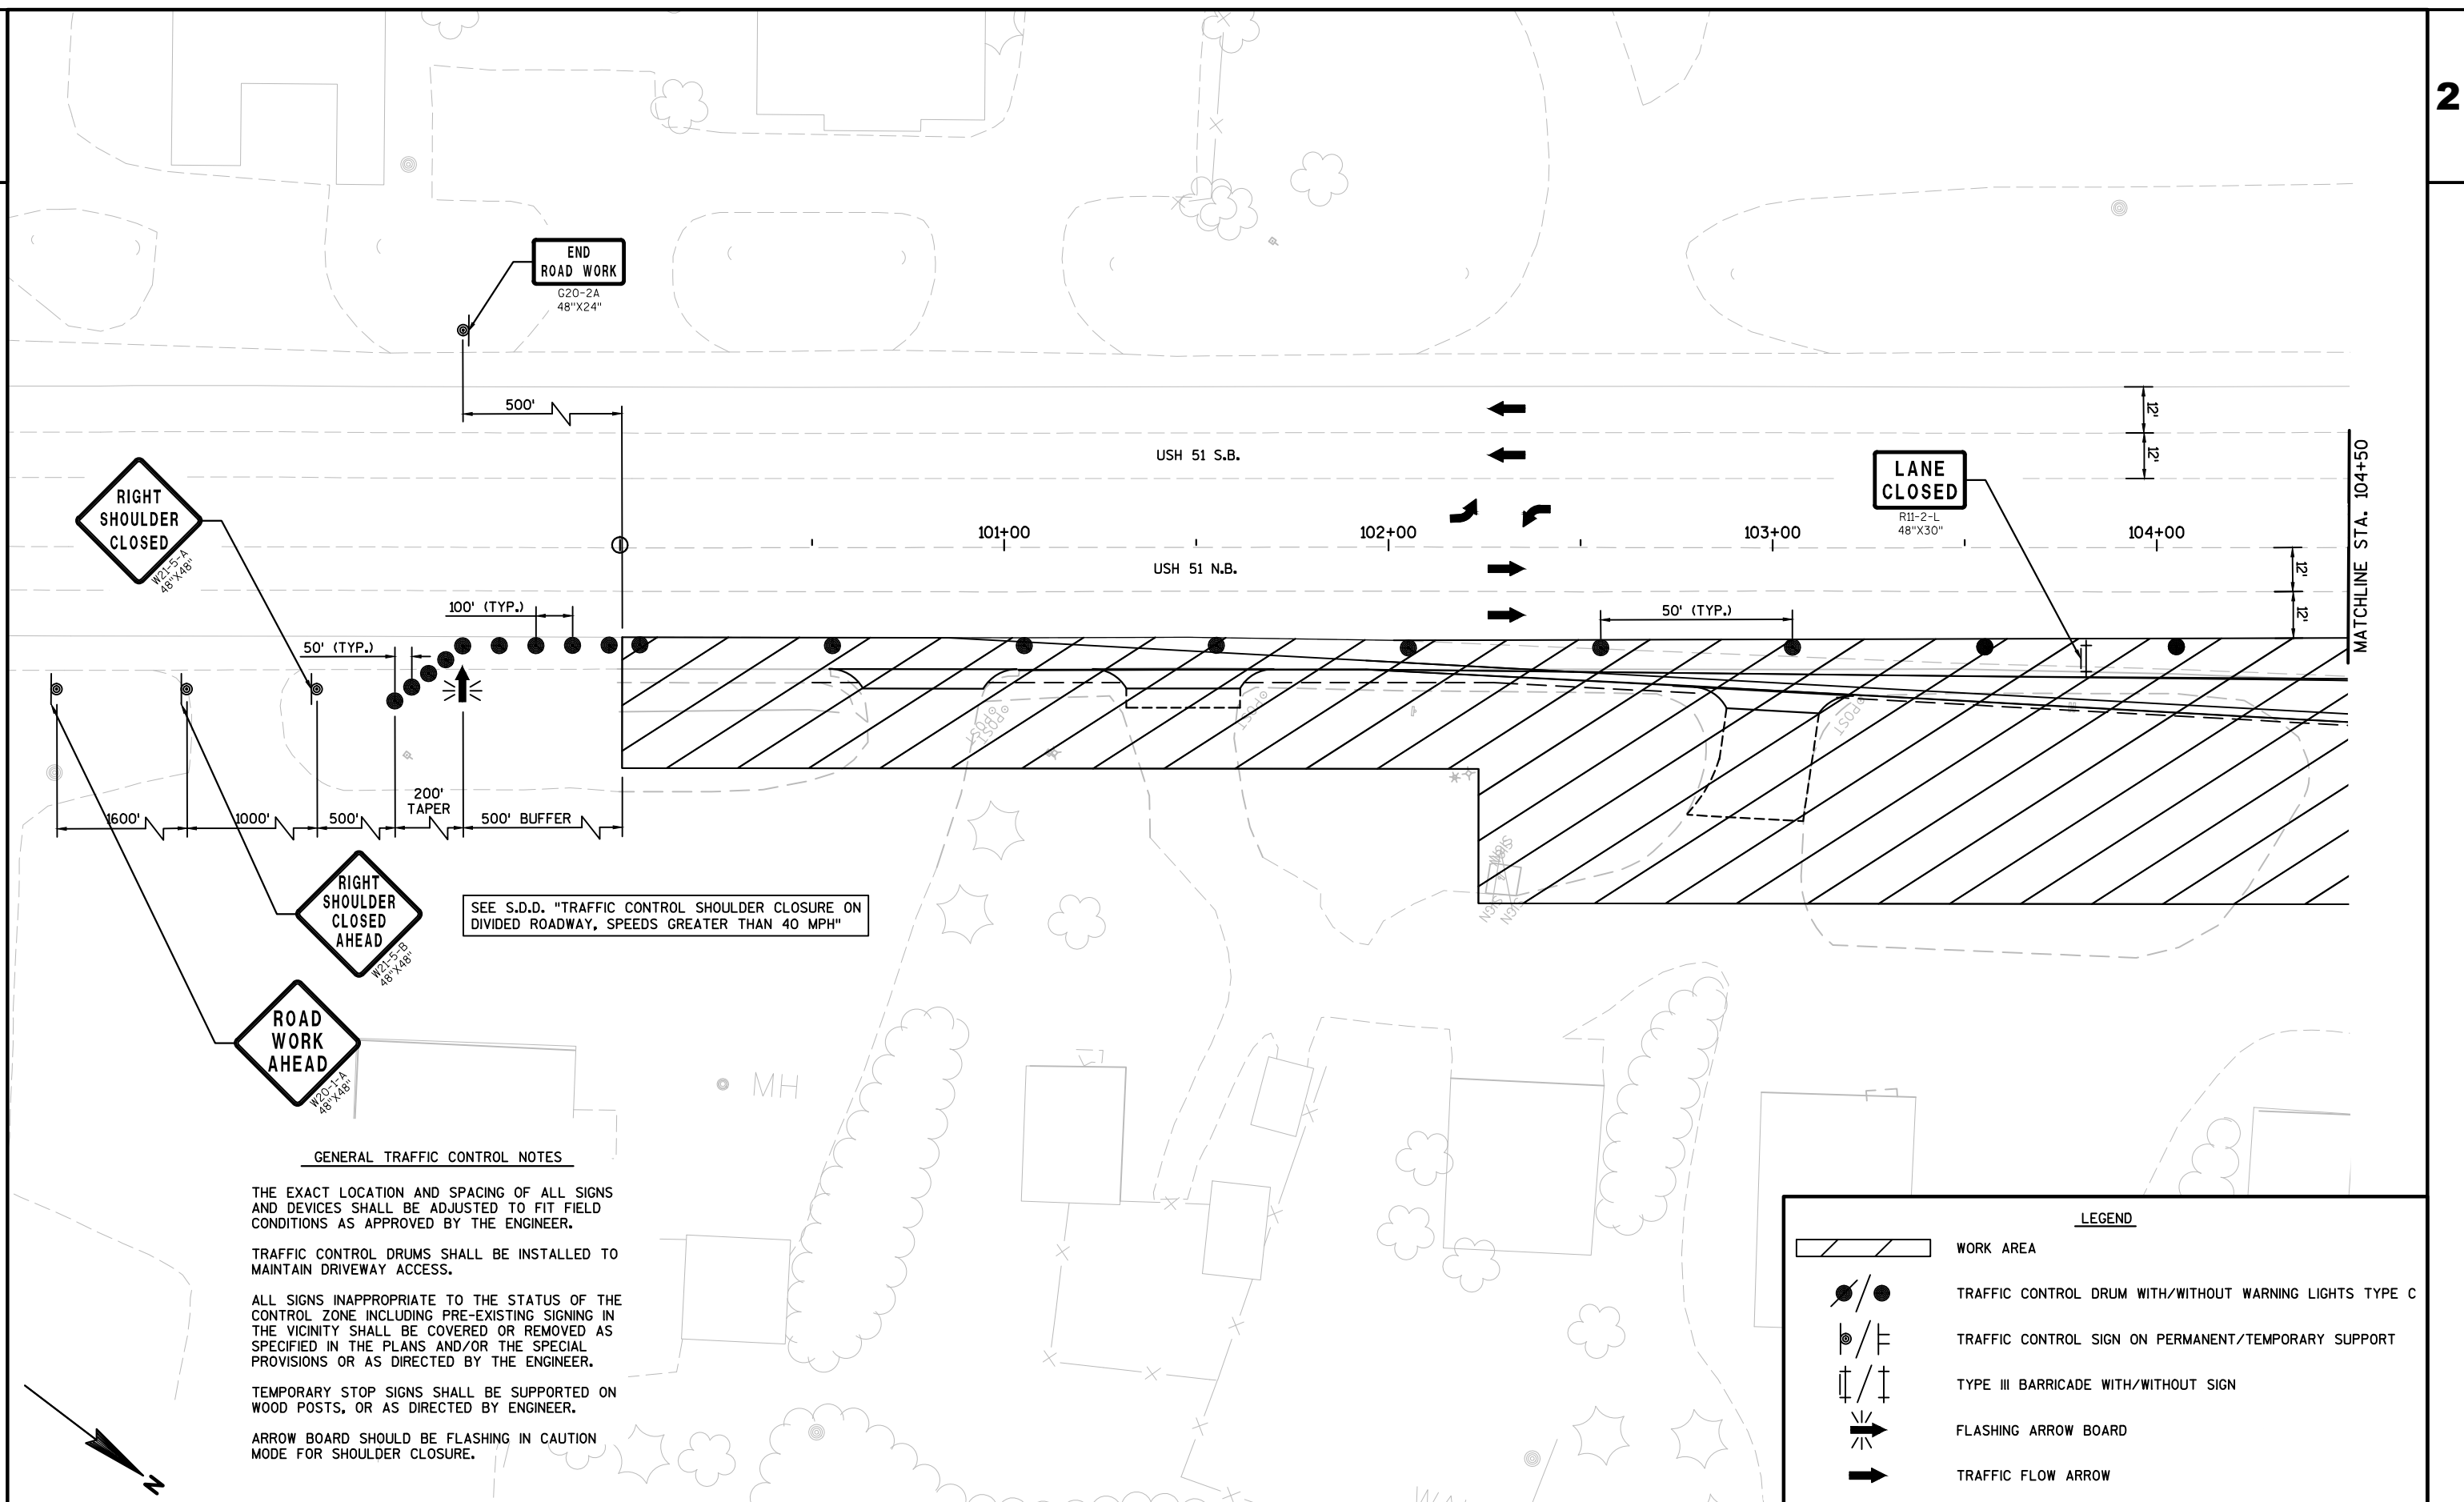 2
END
ROAD WORK
G20-2A
48"X24"
500'
RIGHT
SHOULDER
CLOSED
W21-5-A
48"X48"
USH 51 S.B.
12'
12'
LANE
CLOSED
R11-2-L
48"X30"
MATCHLINE STA. 104+50
101+00
102+00
103+00
104+00
USH 51 N.B.
12'
12'
100' (TYP.)
50' (TYP.)
50' (TYP.)
POST
POST
POST
POST
1600'
1000'
500'
200'
TAPER
500' BUFFER
SIGN
SIGN
SIGN
RIGHT
SHOULDER
CLOSED
AHEAD
W21-5-B
48"X48"
SEE S.D.D. "TRAFFIC CONTROL SHOULDER CLOSURE ON
DIVIDED ROADWAY, SPEEDS GREATER THAN 40 MPH"
ROAD
WORK
AHEAD
W20-1-A
48"X48"
MH
GENERAL TRAFFIC CONTROL NOTES
THE EXACT LOCATION AND SPACING OF ALL SIGNS
AND DEVICES SHALL BE ADJUSTED TO FIT FIELD
CONDITIONS AS APPROVED BY THE ENGINEER.
TRAFFIC CONTROL DRUMS SHALL BE INSTALLED TO
MAINTAIN DRIVEWAY ACCESS.
ALL SIGNS INAPPROPRIATE TO THE STATUS OF THE
CONTROL ZONE INCLUDING PRE-EXISTING SIGNING IN
THE VICINITY SHALL BE COVERED OR REMOVED AS
SPECIFIED IN THE PLANS AND/OR THE SPECIAL
PROVISIONS OR AS DIRECTED BY THE ENGINEER.
TEMPORARY STOP SIGNS SHALL BE SUPPORTED ON
WOOD POSTS, OR AS DIRECTED BY ENGINEER.
ARROW BOARD SHOULD BE FLASHING IN CAUTION
MODE FOR SHOULDER CLOSURE.
N
LEGEND
WORK AREA
TRAFFIC CONTROL DRUM WITH/WITHOUT WARNING LIGHTS TYPE C
TRAFFIC CONTROL SIGN ON PERMANENT/TEMPORARY SUPPORT
TYPE III BARRICADE WITH/WITHOUT SIGN
FLASHING ARROW BOARD
TRAFFIC FLOW ARROW